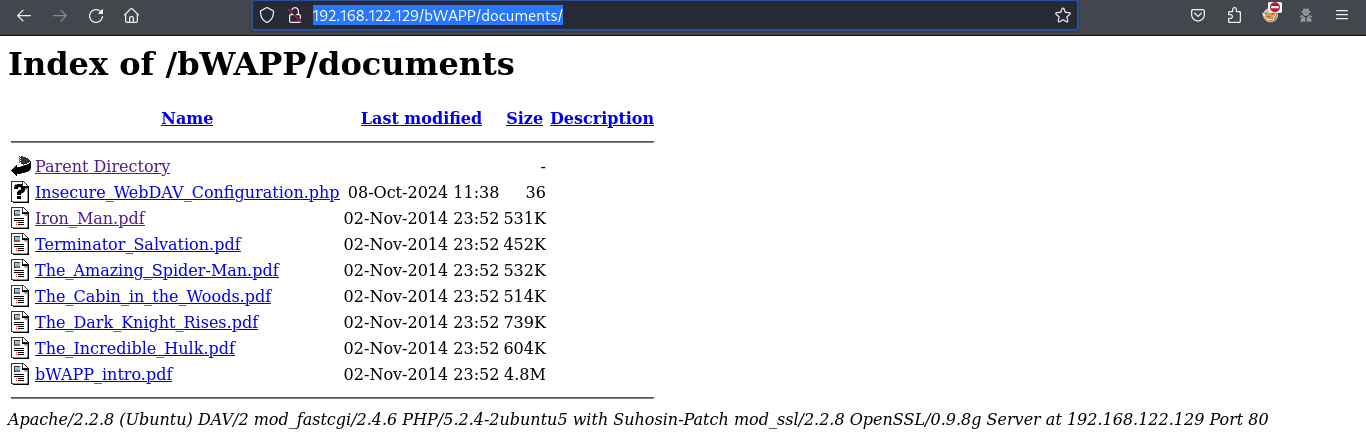 192.168.122.129/bWAPP/documents/
Index of /bWAPP/documents
Name Last modified Size Description
Parent Directory -
Insecure_WebDAV_Configuration.php 08-Oct-2024 11:38 36
Iron_Man.pdf 02-Nov-2014 23:52 531K
Terminator_Salvation.pdf 02-Nov-2014 23:52 452K
The_Amazing_Spider-Man.pdf 02-Nov-2014 23:52 532K
The_Cabin_in_the_Woods.pdf 02-Nov-2014 23:52 514K
The_Dark_Knight_Rises.pdf 02-Nov-2014 23:52 739K
The_Incredible_Hulk.pdf 02-Nov-2014 23:52 604K
bWAPP_intro.pdf 02-Nov-2014 23:52 4.8M
Apache/2.2.8 (Ubuntu) DAV/2 mod_fastcgi/2.4.6 PHP/5.2.4-2ubuntu5 with Suhosin-Patch mod_ssl/2.2.8 OpenSSL/0.9.8g Server at 192.168.122.129 Port 80